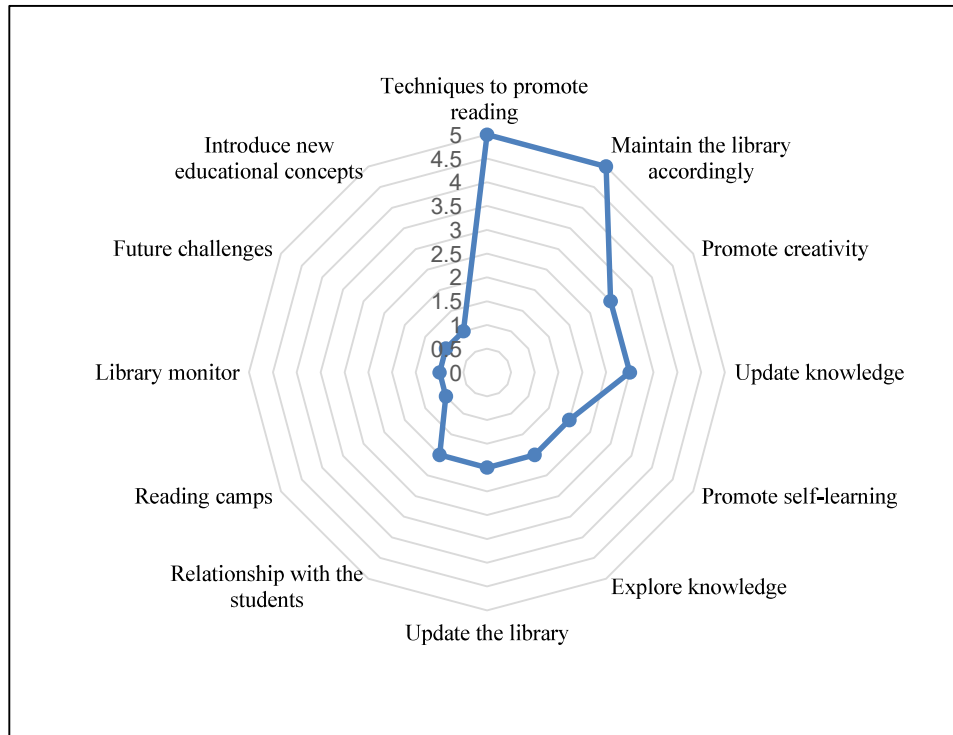 Techniques to promote
reading
Introduce new
educational concepts
Maintain the library
accordingly
Future challenges
Promote creativity
Library monitor
Update knowledge
Reading camps
Promote self-learning
Relationship with the
students
Explore knowledge
Update the library
5
4.5
4
3.5
3
2.5
2
1.5
1
0.5
0